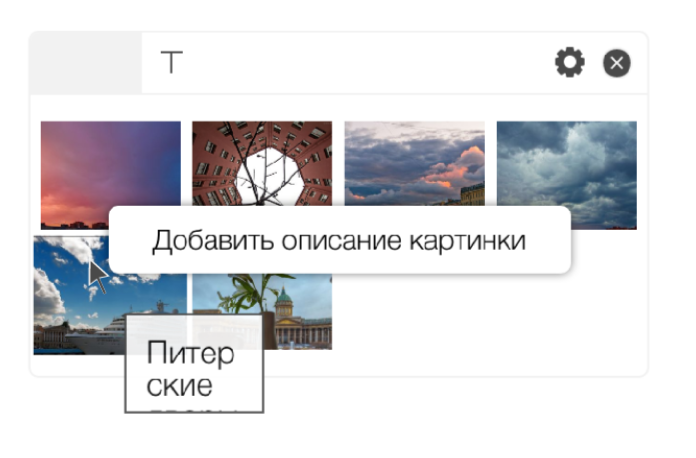 T
Добавить описание картинки
Питер
ские